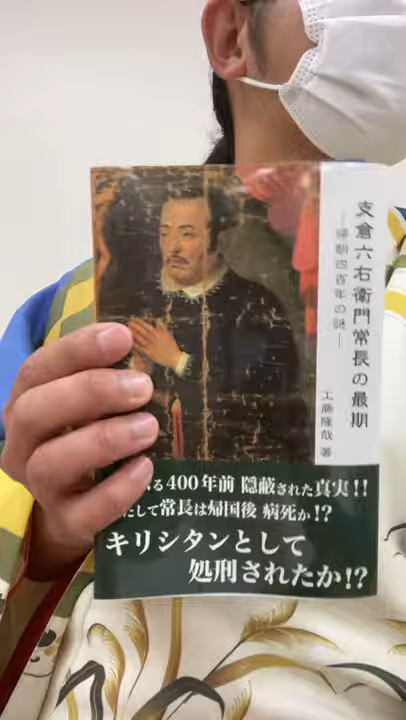 支倉六右衛門常長の最期
四百年の謎
工藤隆哉 著
る400年前 隠蔽された真実!!
たして常長は帰国後 病死か!?
キリシタンとして
処刑されたか!?